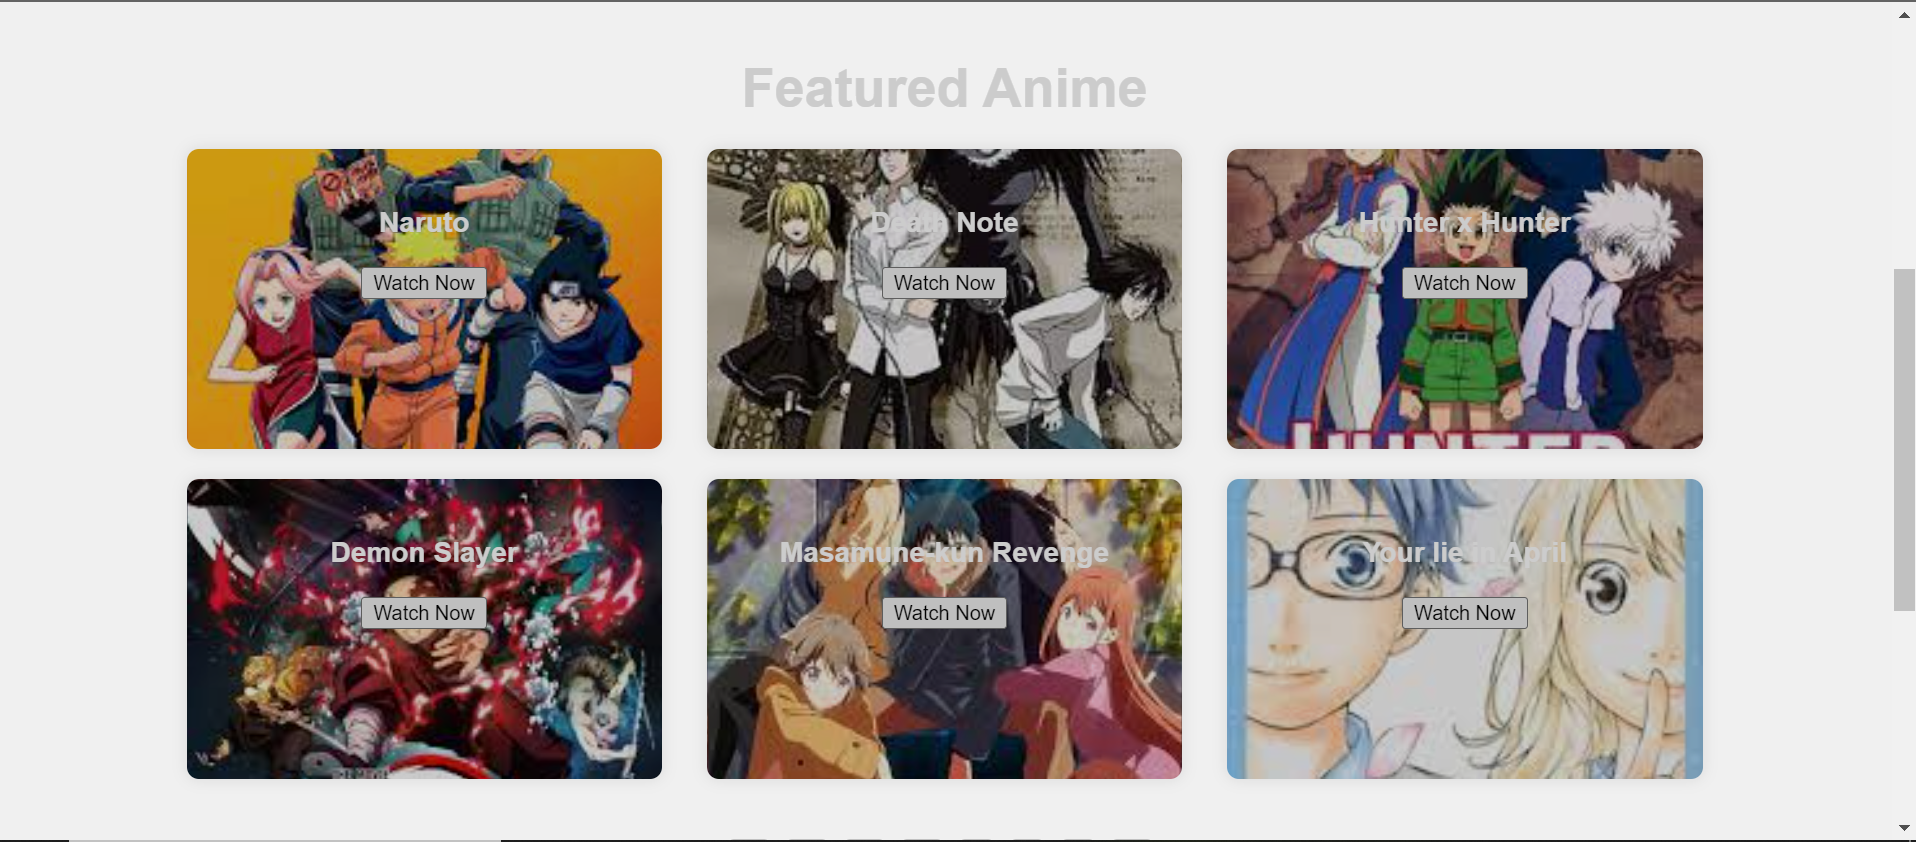 Featured Anime
Naruto
Watch Now
Death Note
Watch Now
Hunter x Hunter
Watch Now
HUNTER
Demon Slayer
Watch Now
Masamune-kun Revenge
Watch Now
Your lie in April
Watch Now